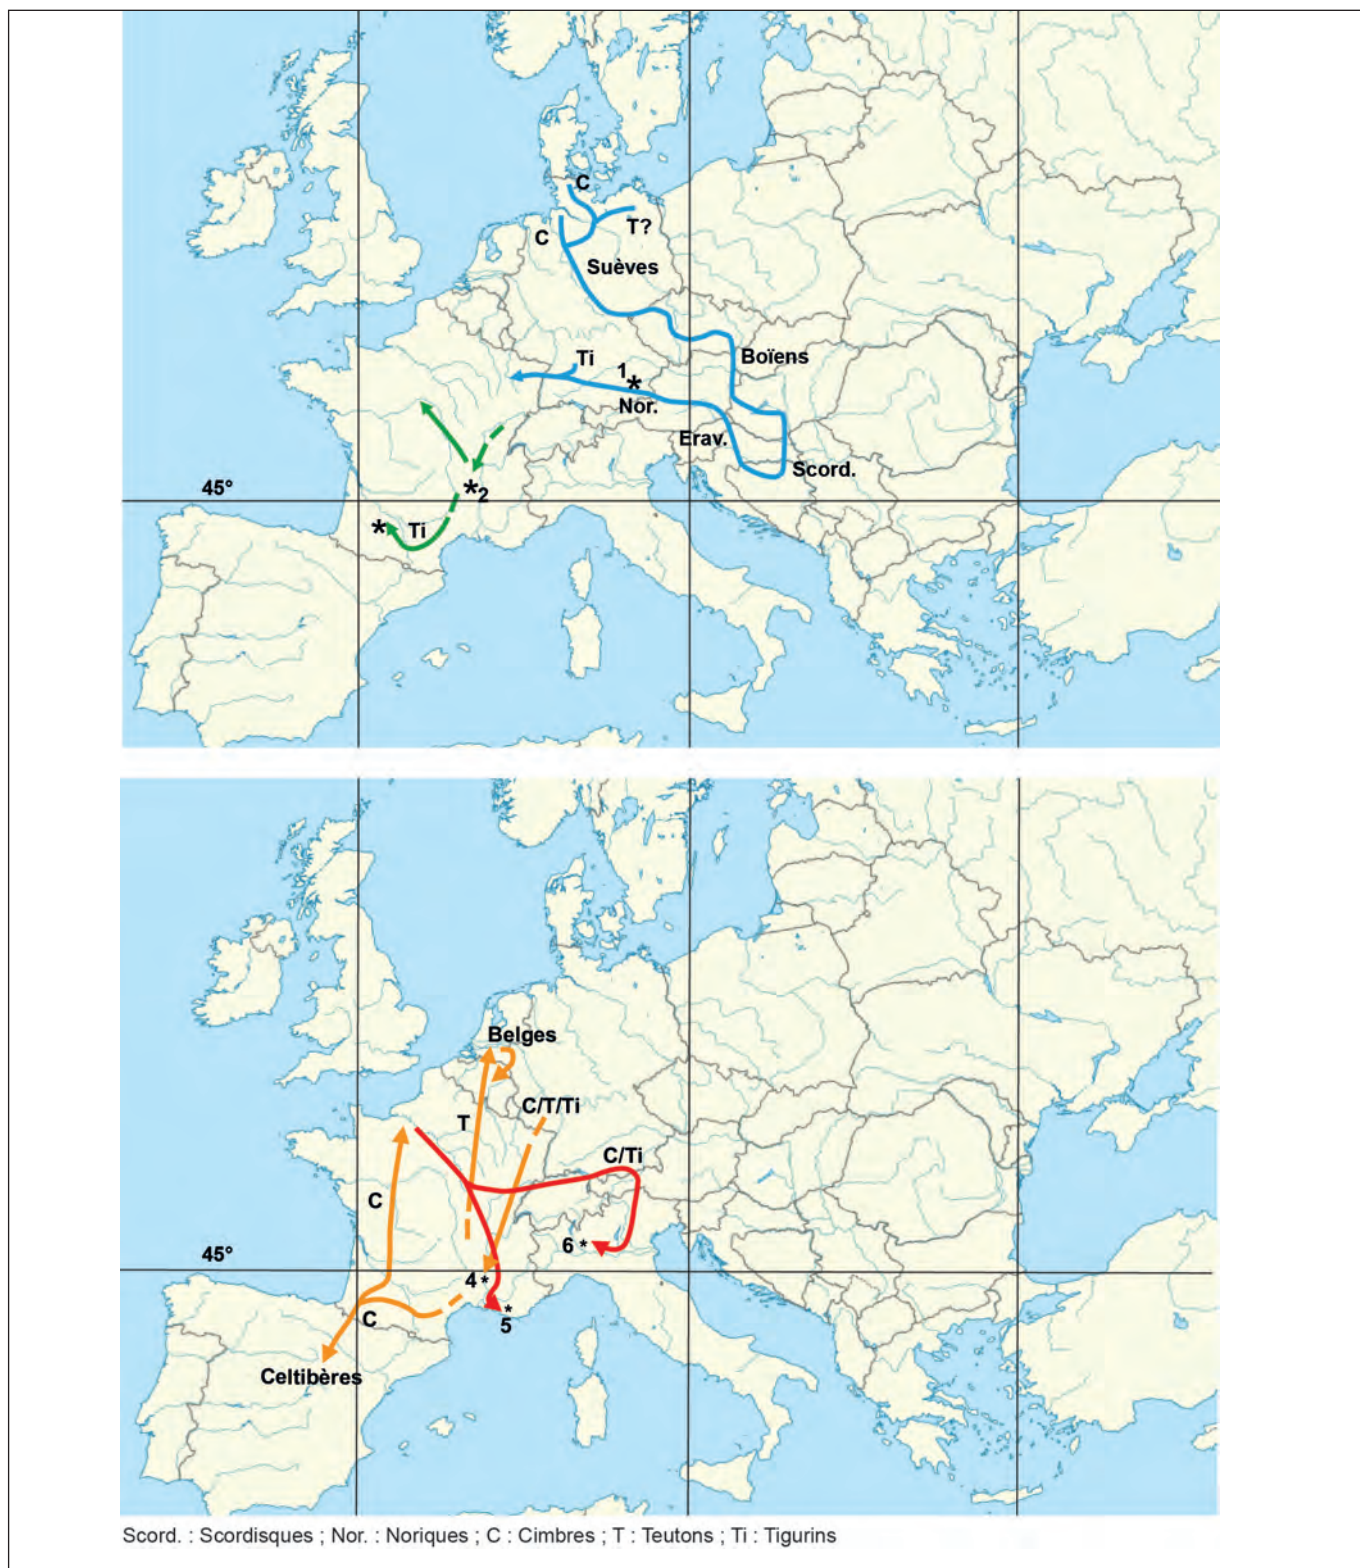 C
T?
C
Suèves
Boïens
Ti
1
*
Nor.
Erav.
Scord.
45°
*2
*
Ti
Belges
C/T/Ti
T
C/Ti
C
6 *
45°
4 *
*
5
C
Celtibères
Scord. : Scordisques ; Nor. : Noriques ; C : Cimbres ; T : Teutons ; Ti : Tigurins